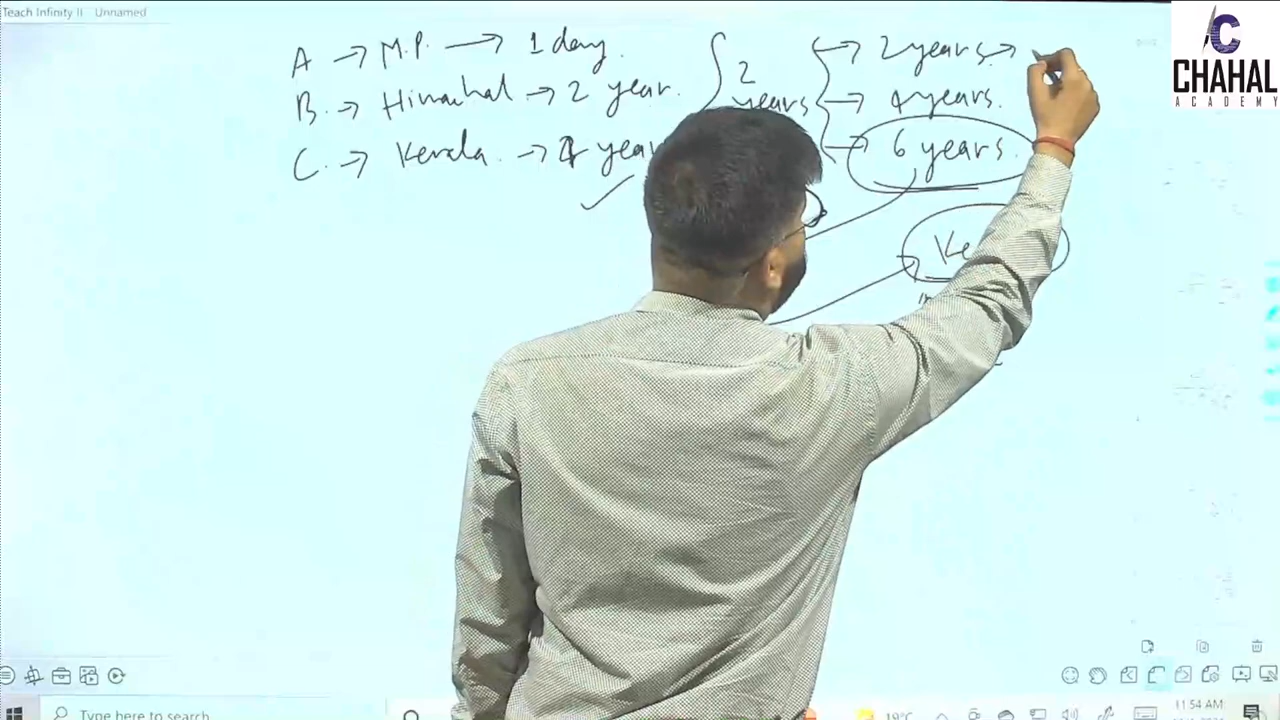 Teach Infinity II Unnamed
A → M.P. → 1 day.
B. → Himachal → 2 year.
C. → Kerala. → 4 year
2 years
→ 2 years. →
→ 4 years.
→ 6 years.
Ke
C
CHAHAL
ACADEMY
11:54 AM
Type here to search
19°C